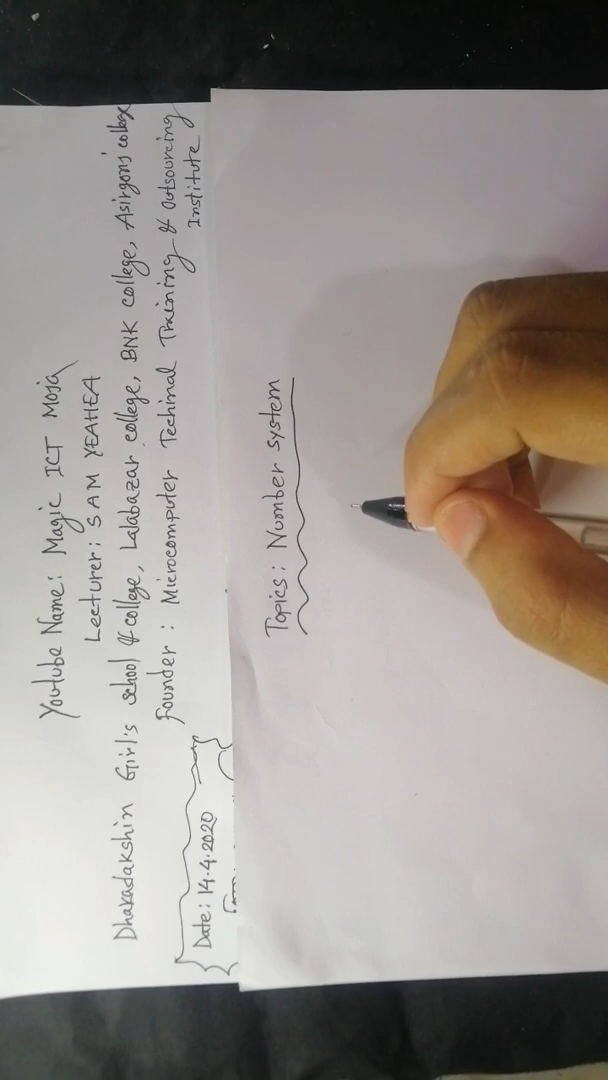 Youtube Name: Magic ICT Moja
Lecturer: SAM YEAHEA
Dhakadakshin Girl's school & college, Lalabazar college, BNK college, Asirgonj college
founder : Microcomputer Techinal Training & Outsourcing
Institute
Date: 14.4.2020
Topics: Number system